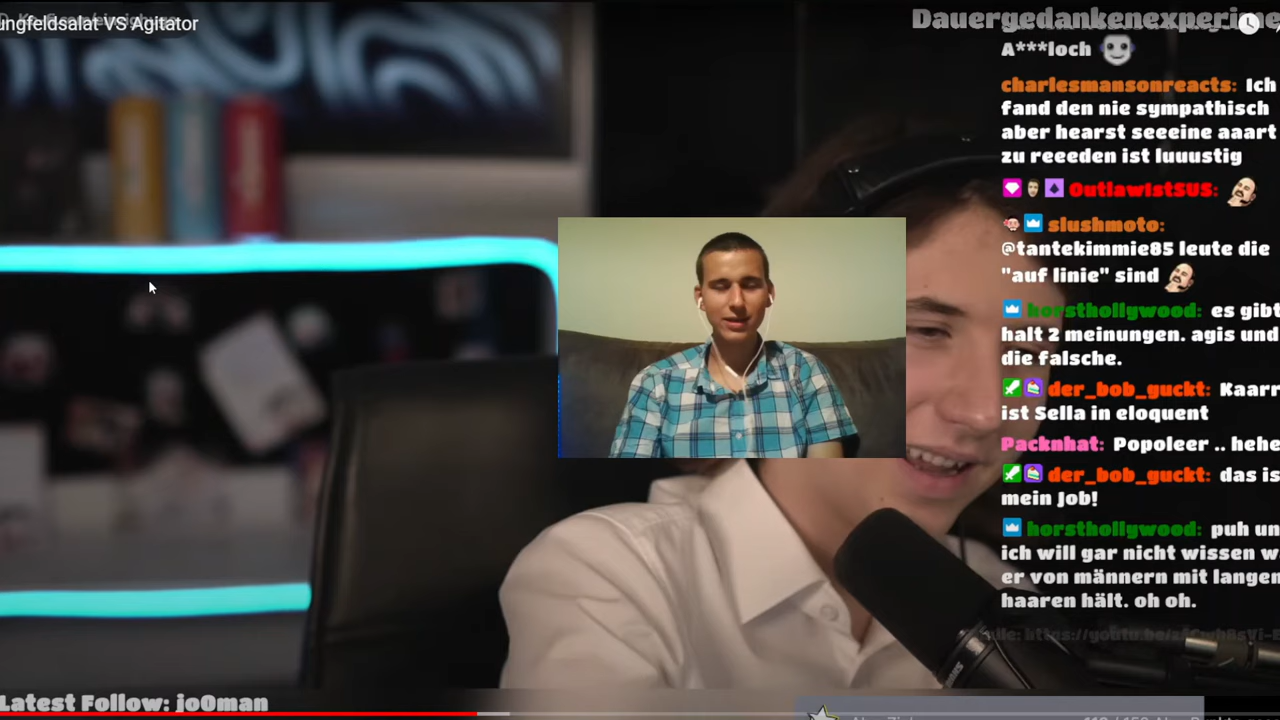 ungfeldsalat VS Agitator
Dauergedankenexperime
A***loch
charlesmansonreacts: Ich
fand den nie sympathisch
aber hearst seeeine aaart
zu reeeden ist luuustig
OutlawistSUS:
slushmoto:
@tantekimmie85 leute die
"auf linie" sind
horsthollywood: es gibt
halt 2 meinungen. agis und
die falsche.
der_bob_guckt: Kaarr
ist Sella in eloquent
Packnhat: Popoleer .. hehe
der_bob_guckt: das is
mein Job!
horsthollywood: puh un
ich will gar nicht wissen w
er von männern mit langen
haaren hält. oh oh.
Latest Follow: jo0man